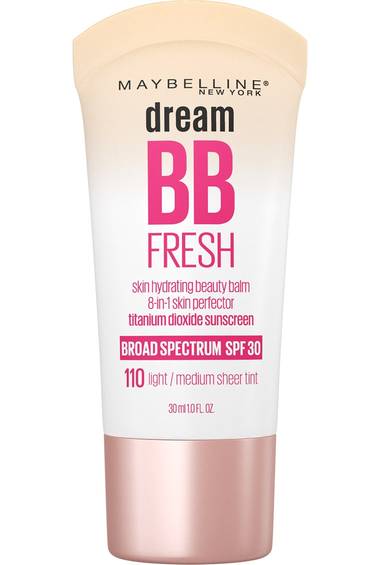 MAYBELLINE®
NEW YORK
dream
BB
FRESH
skin hydrating beauty balm
8-in-1 skin perfector
titanium dioxide sunscreen
BROAD SPECTRUM SPF 30
110 light / medium sheer tint
30 ml 1.0 FL. OZ.